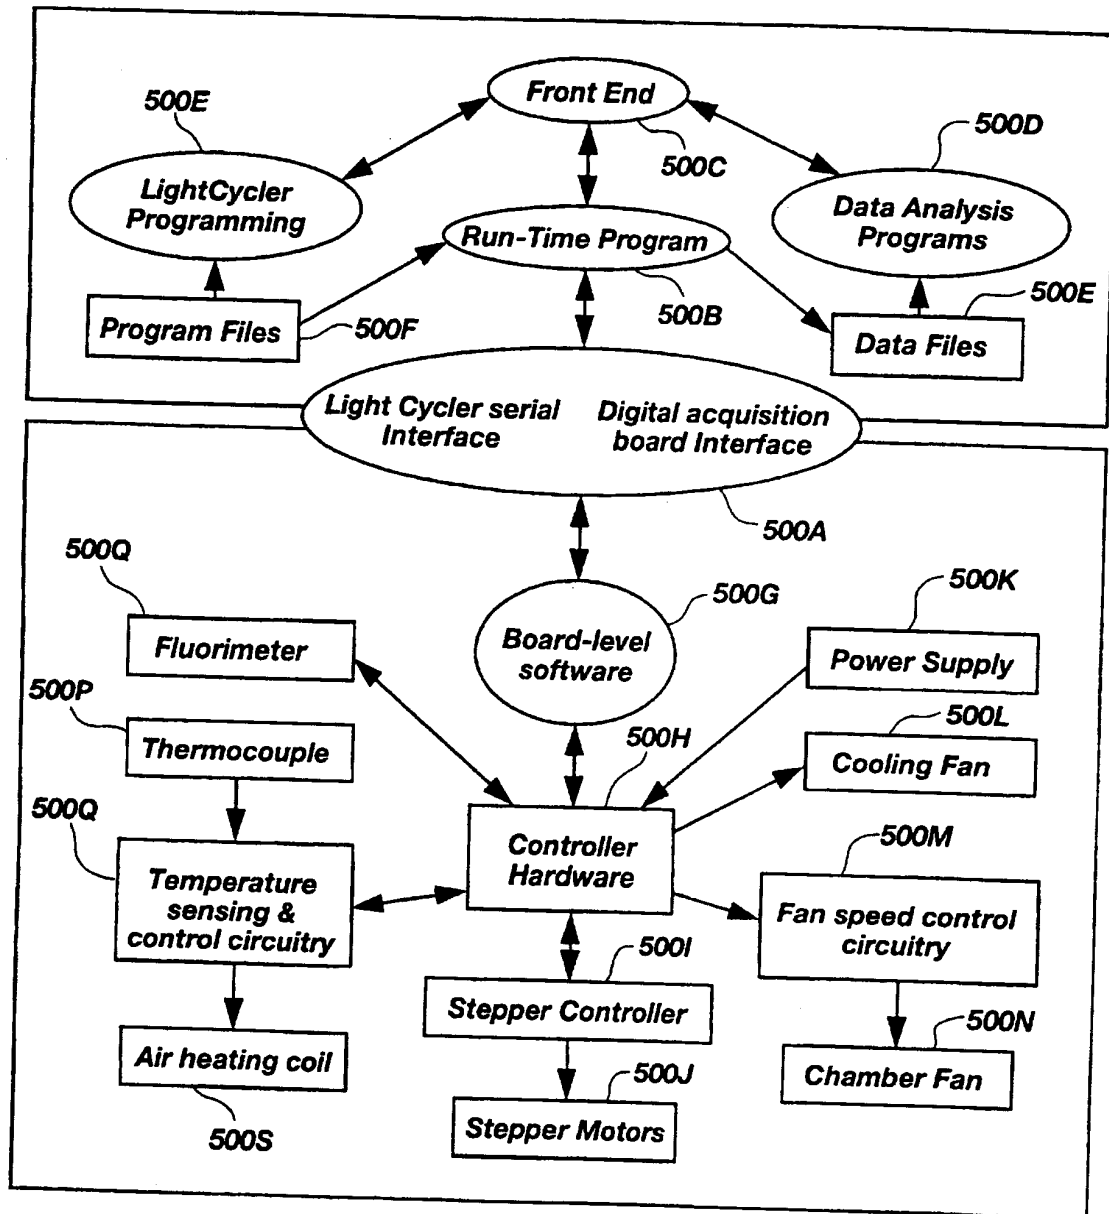 Front End
500C
500E
LightCycler
Programming
500D
Data Analysis
Programs
Run-Time Program
500B
Program Files
500F
500E
Data Files
Light Cycler serial
Interface
Digital acquisition
board Interface
500A
500Q
Fluorimeter
500G
Board-level
software
500K
Power Supply
500P
Thermocouple
500H
500L
Cooling Fan
500Q
Temperature
sensing &
control circuitry
Controller
Hardware
500M
Fan speed control
circuitry
500I
Stepper Controller
500N
Chamber Fan
Air heating coil
500S
500J
Stepper Motors